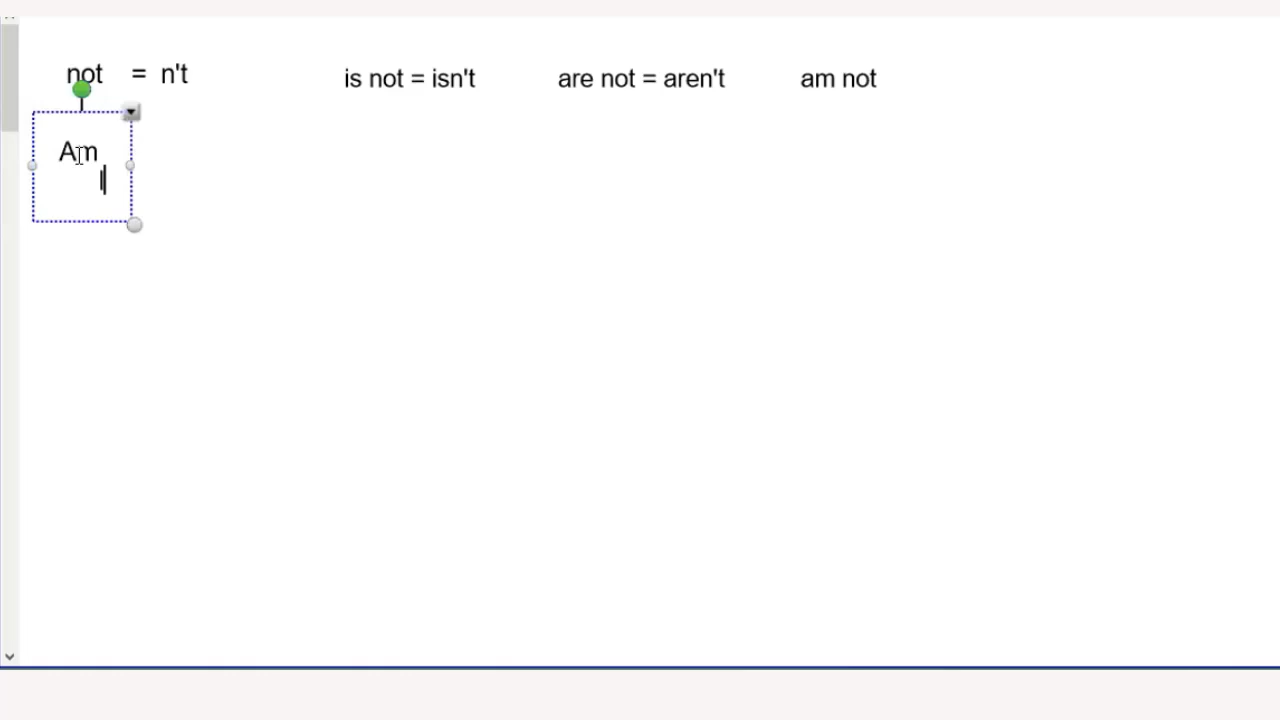 not = n't is not = isn't are not = aren't am not
Am